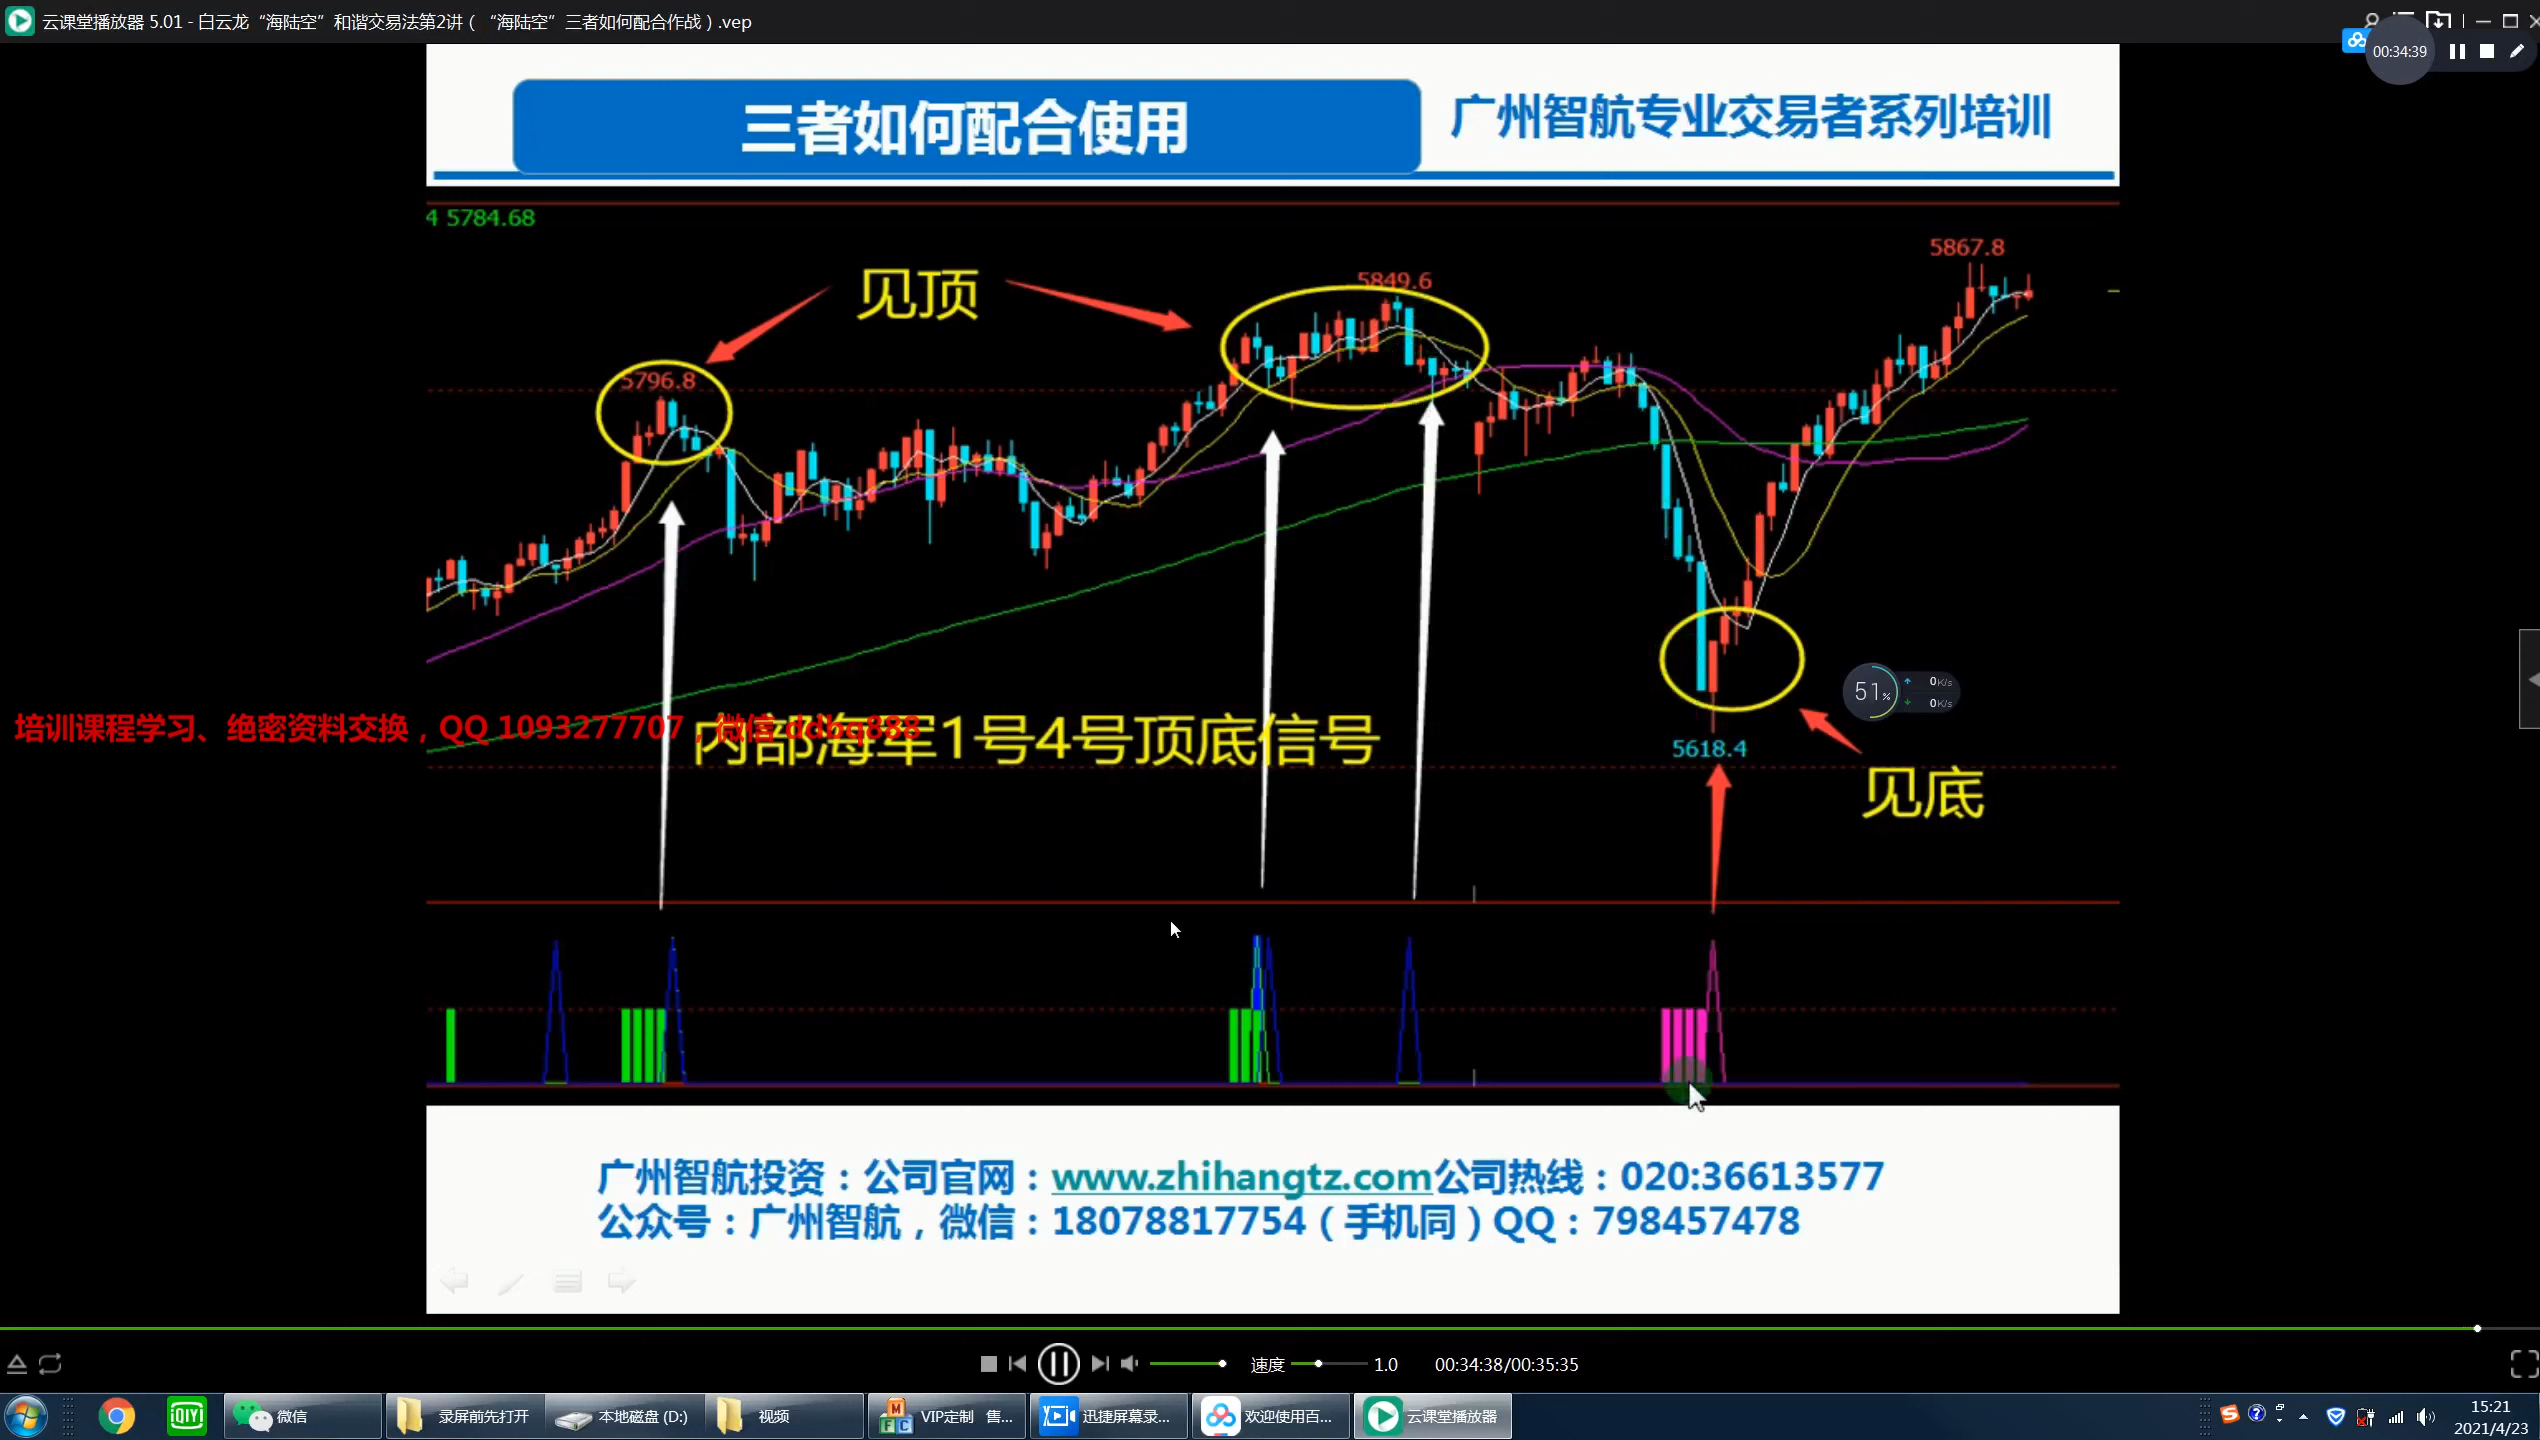 云课堂播放器 5.01 - 白云龙“海陆空”和谐交易法第2讲（“海陆空”三者如何配合作战）.vep
00:34:39
三者如何配合使用
广州智航专业交易者系列培训
4 5784.68
5867.8
见顶
5849.6
5796.8
51%
0K/s
0K/s
培训课程学习、绝密资料交换，QQ 1093277707，微信 ddbq888
内部海军1号4号顶底信号
5618.4
见底
广州智航投资：公司官网：www.zhihangtz.com公司热线：020:36613577
公众号：广州智航，微信：18078817754（手机同）QQ：798457478
速度 1.0 00:34:38/00:35:35
微信
录屏前先打开
本地磁盘 (D:)
视频
VIP定制 售...
迅捷屏幕录...
欢迎使用百...
云课堂播放器
15:21
2021/4/23